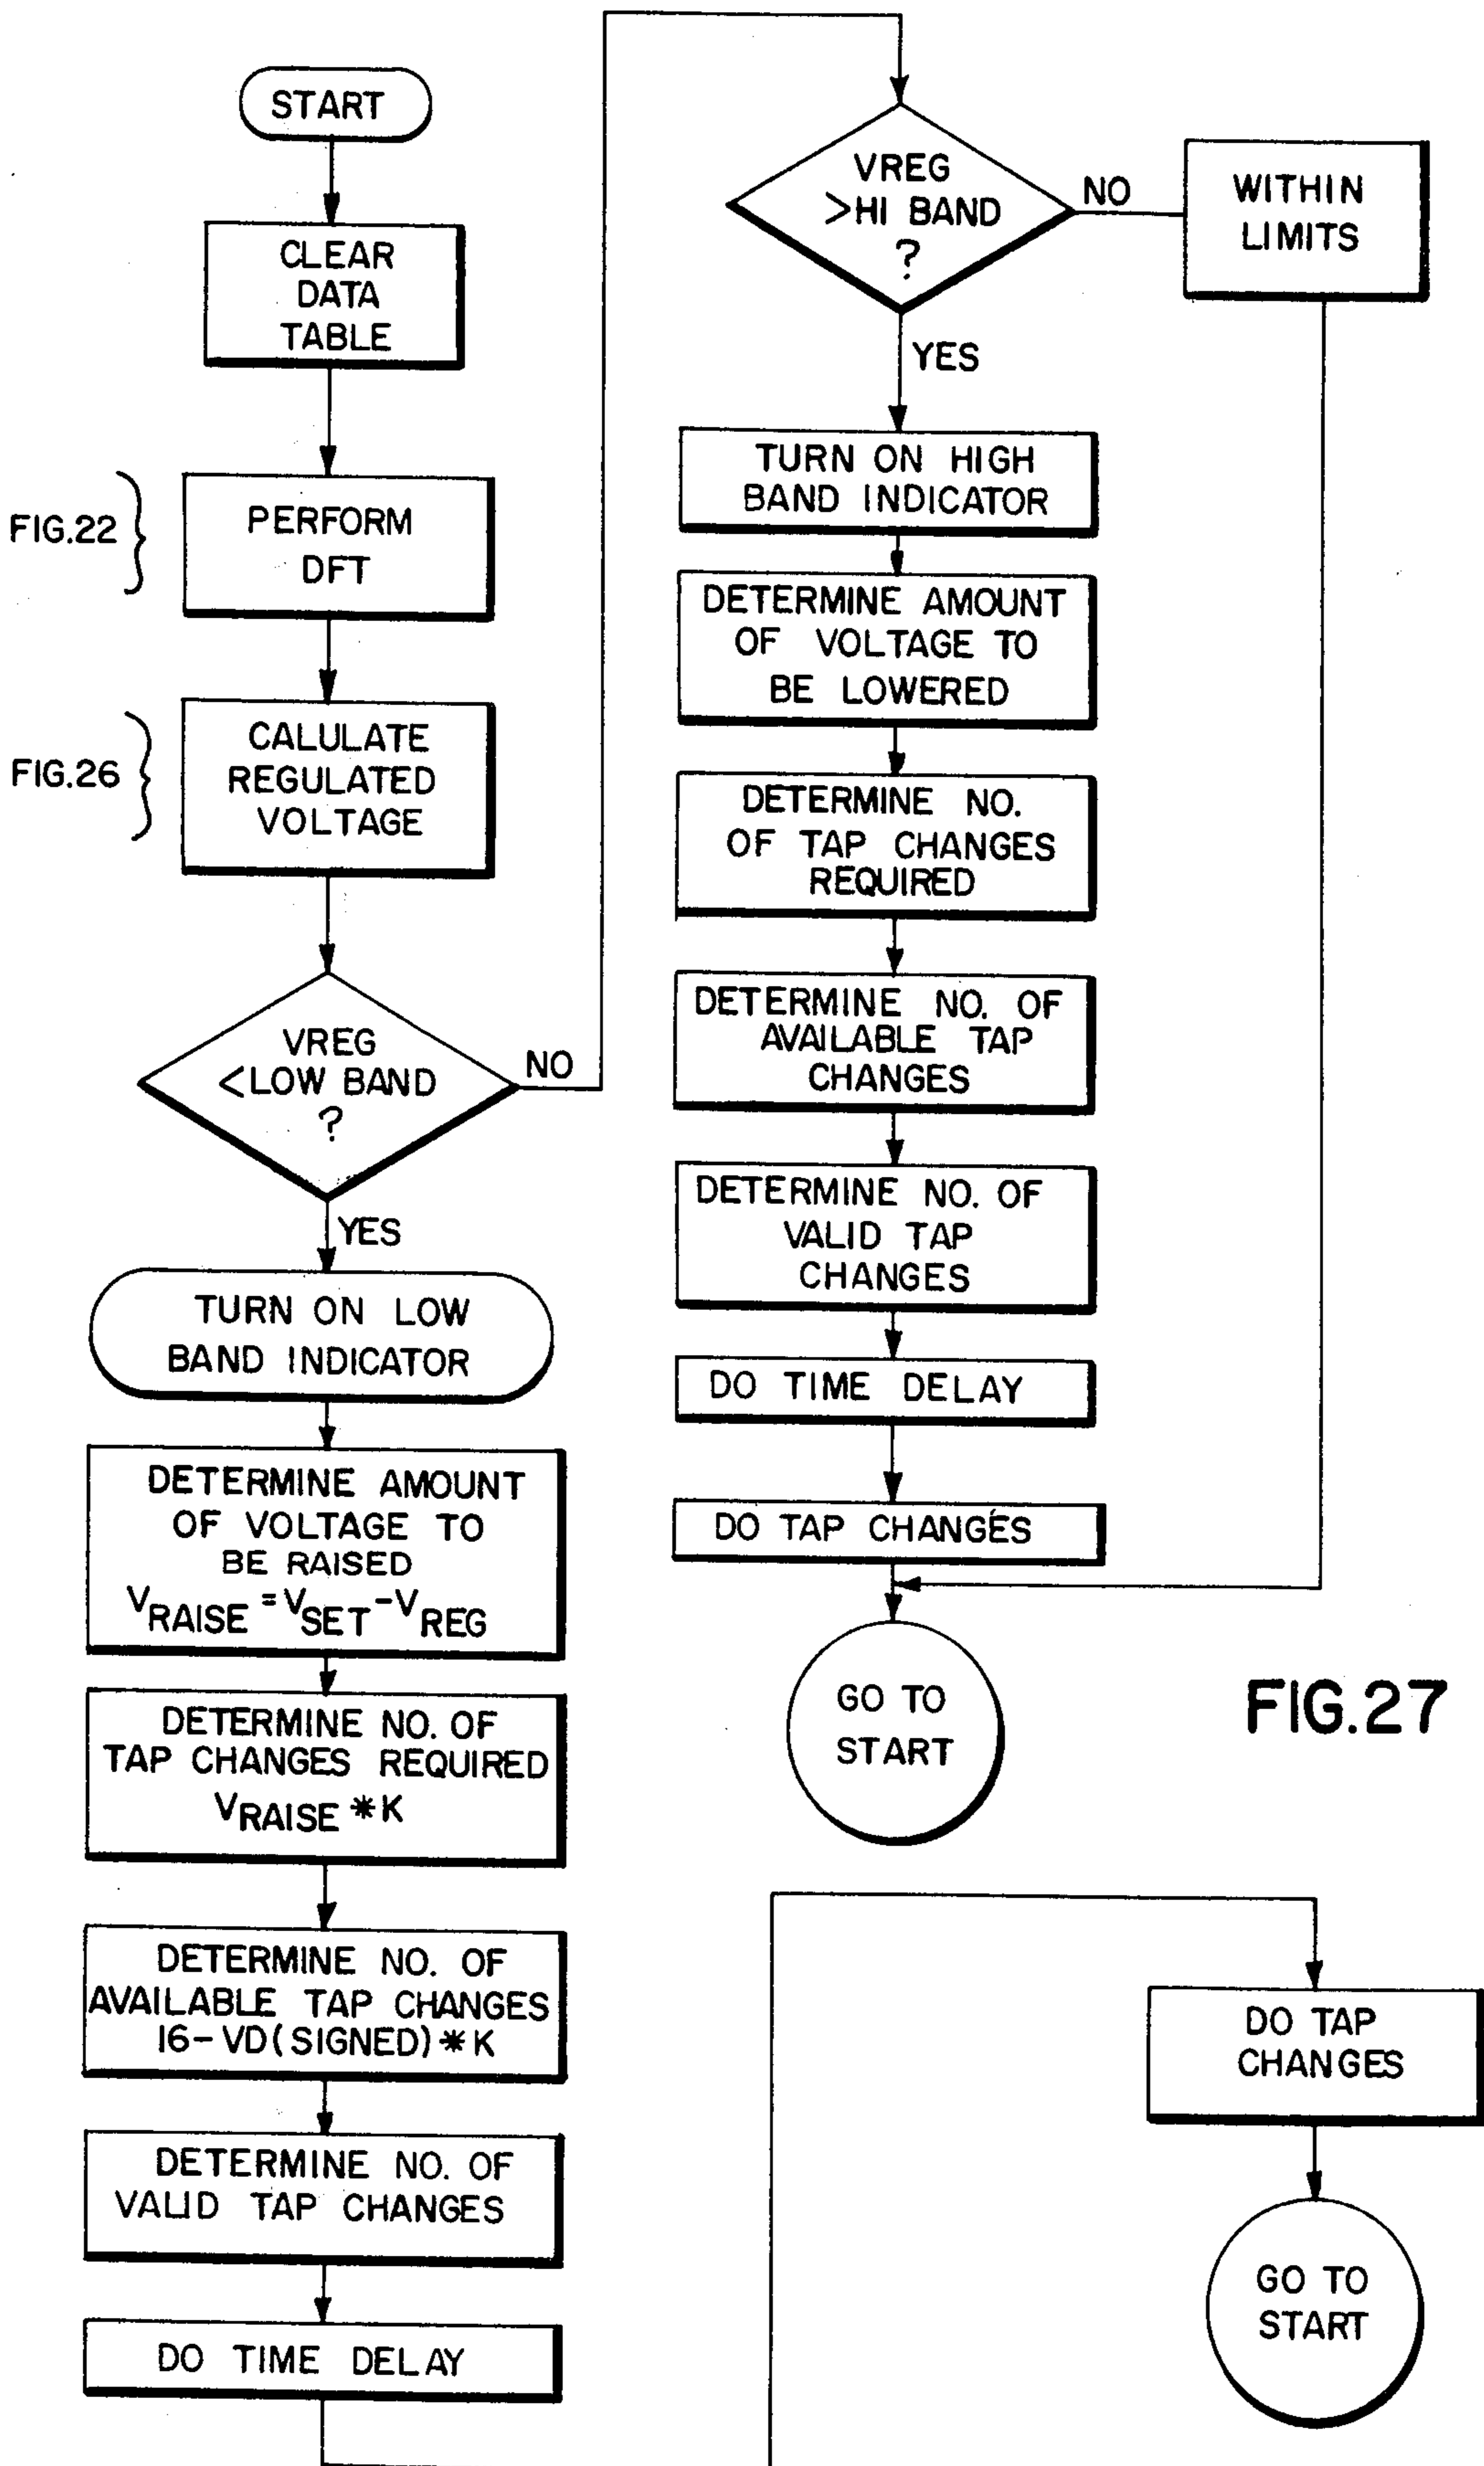 START
CLEAR
DATA
TABLE
FIG.22
PERFORM
DFT
FIG.26
CALULATE
REGULATED
VOLTAGE
VREG
<LOW BAND
?
NO
YES
TURN ON LOW
BAND INDICATOR
DETERMINE AMOUNT
OF VOLTAGE TO
BE RAISED
VRAISE=VSET-VREG
DETERMINE NO. OF
TAP CHANGES REQUIRED
VRAISE *K
DETERMINE NO. OF
AVAILABLE TAP CHANGES
16-VD(SIGNED)*K
DETERMINE NO. OF
VALID TAP CHANGES
DO TIME DELAY
VREG
>HI BAND
?
NO
WITHIN
LIMITS
YES
TURN ON HIGH
BAND INDICATOR
DETERMINE AMOUNT
OF VOLTAGE TO
BE LOWERED
DETERMINE NO.
OF TAP CHANGES
REQUIRED
DETERMINE NO. OF
AVAILABLE TAP
CHANGES
DETERMINE NO. OF
VALID TAP
CHANGES
DO TIME DELAY
DO TAP CHANGES
GO TO
START
FIG.27
DO TAP
CHANGES
GO TO
START